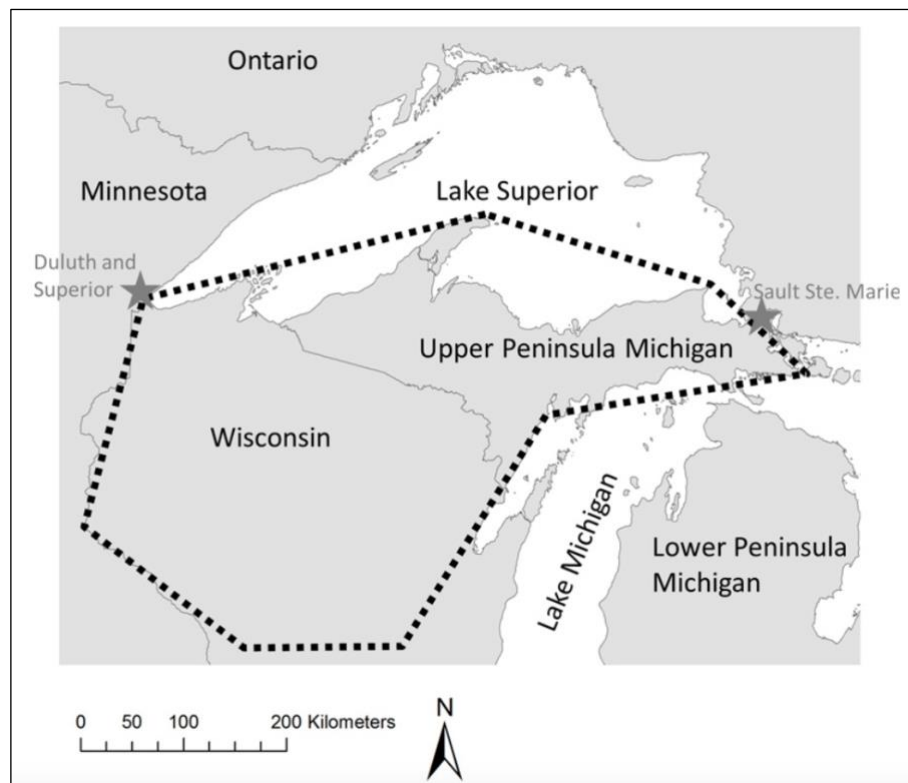 Ontario
Minnesota
Lake Superior
Duluth and
Superior
Sault Ste. Marie
Upper Peninsula Michigan
Wisconsin
Lake Michigan
Lower Peninsula
Michigan
N
0 50 100 200 Kilometers